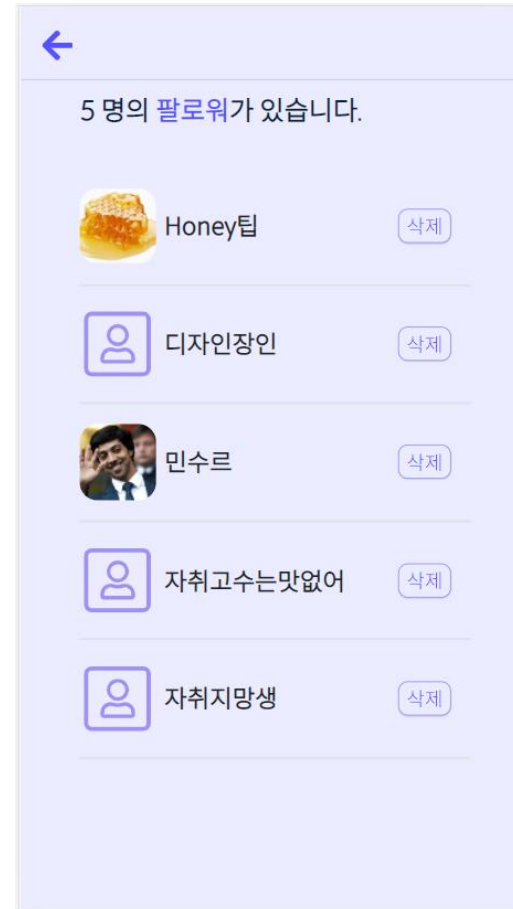 5 명의 팔로워가 있습니다.
Honey팁
삭제
디자인장인
삭제
민수르
삭제
자취고수는맛없어
삭제
자취지망생
삭제